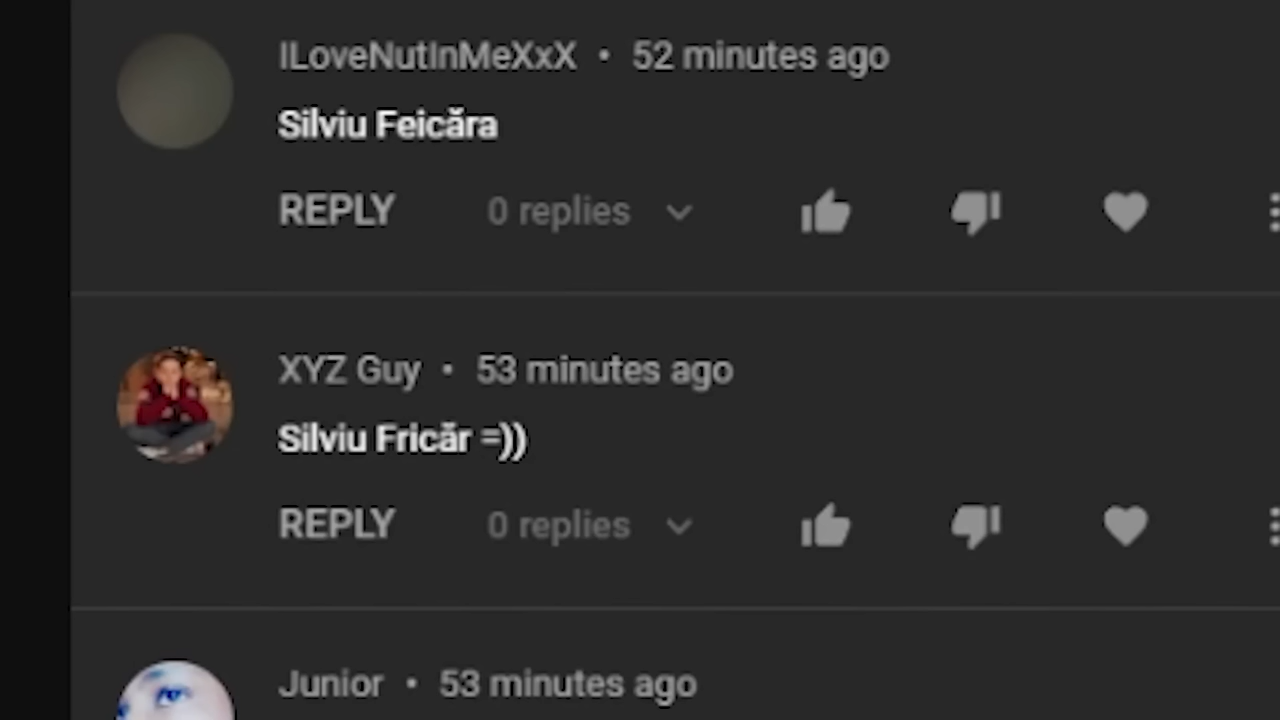 ILoveNutInMeXxX • 52 minutes ago
Silviu Feicăra
REPLY 0 replies
XYZ Guy • 53 minutes ago
Silviu Fricăr =))
REPLY 0 replies
Junior • 53 minutes ago